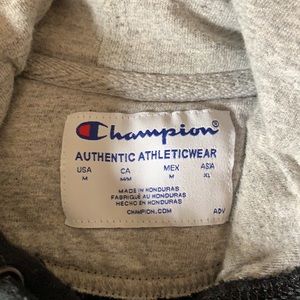 Champion®
AUTHENTIC ATHLETICWEAR
USA CA MEX ASIA
M M/M M XL
MADE IN HONDURAS
FABRIQUÉ AU HONDURAS
HECHO EN HONDURAS
CHAMPION.COM ADV